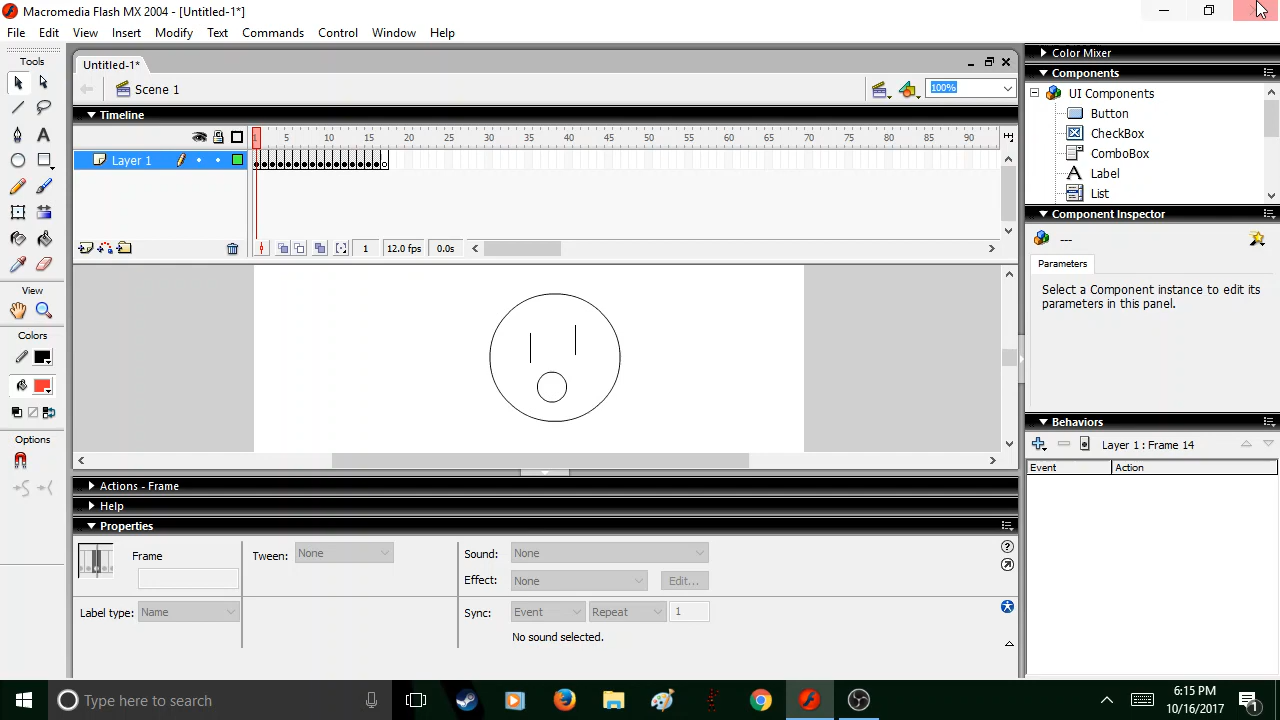 Macromedia Flash MX 2004 - [Untitled-1*]
File Edit View Insert Modify Text Commands Control Window Help
Tools
View
Colors
Options
Untitled-1*
Scene 1
100%
Timeline
1 5 10 15 20 25 30 35 40 45 50 55 60 65 70 75 80 85 90
Layer 1
1 12.0 fps 0.0s
Actions - Frame
Help
Properties
Frame
Tween: None
Sound: None
Effect: None Edit...
Label type: Name
Sync: Event Repeat 1
No sound selected.
Color Mixer
Components
UI Components
Button
CheckBox
ComboBox
Label
List
Component Inspector
---
Parameters
Select a Component instance to edit its
parameters in this panel.
Behaviors
Layer 1 : Frame 14
Event Action
Type here to search
6:15 PM
10/16/2017
1